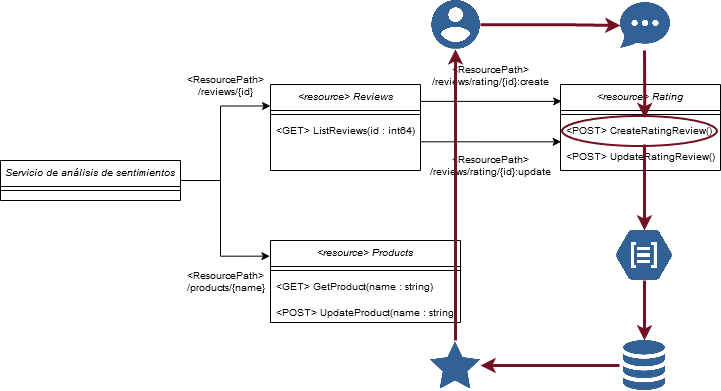 <ResourcePath>
/reviews/rating/{id}:create
<ResourcePath>
/reviews/{id}
<resource> Reviews
<resource> Rating
<GET> ListReviews(id : int64)
<POST> CreateRatingReview()
<POST> UpdateRatingReview()
<ResourcePath>
/reviews/rating/{id}:update
Servicio de análisis de sentimientos
<resource> Products
<ResourcePath>
/products/{name}
<GET> GetProduct(name : string)
<POST> UpdateProduct(name : string